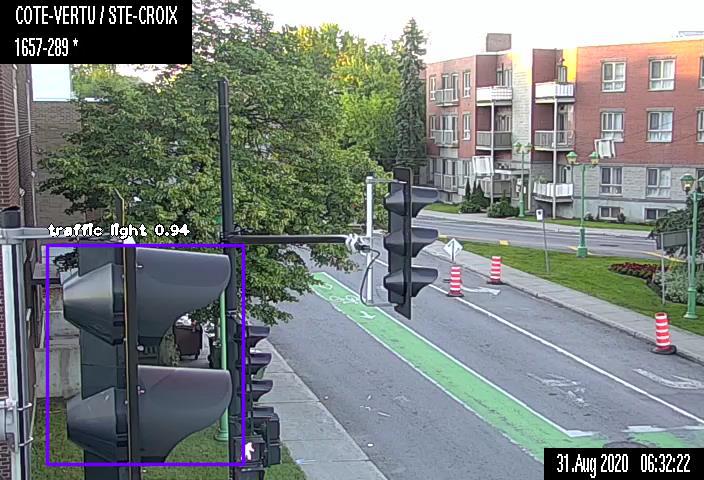 COTE-VERTU / STE-CROIX
1657-289 *
traffic light 0.94
31.Aug 2020 06:32:22